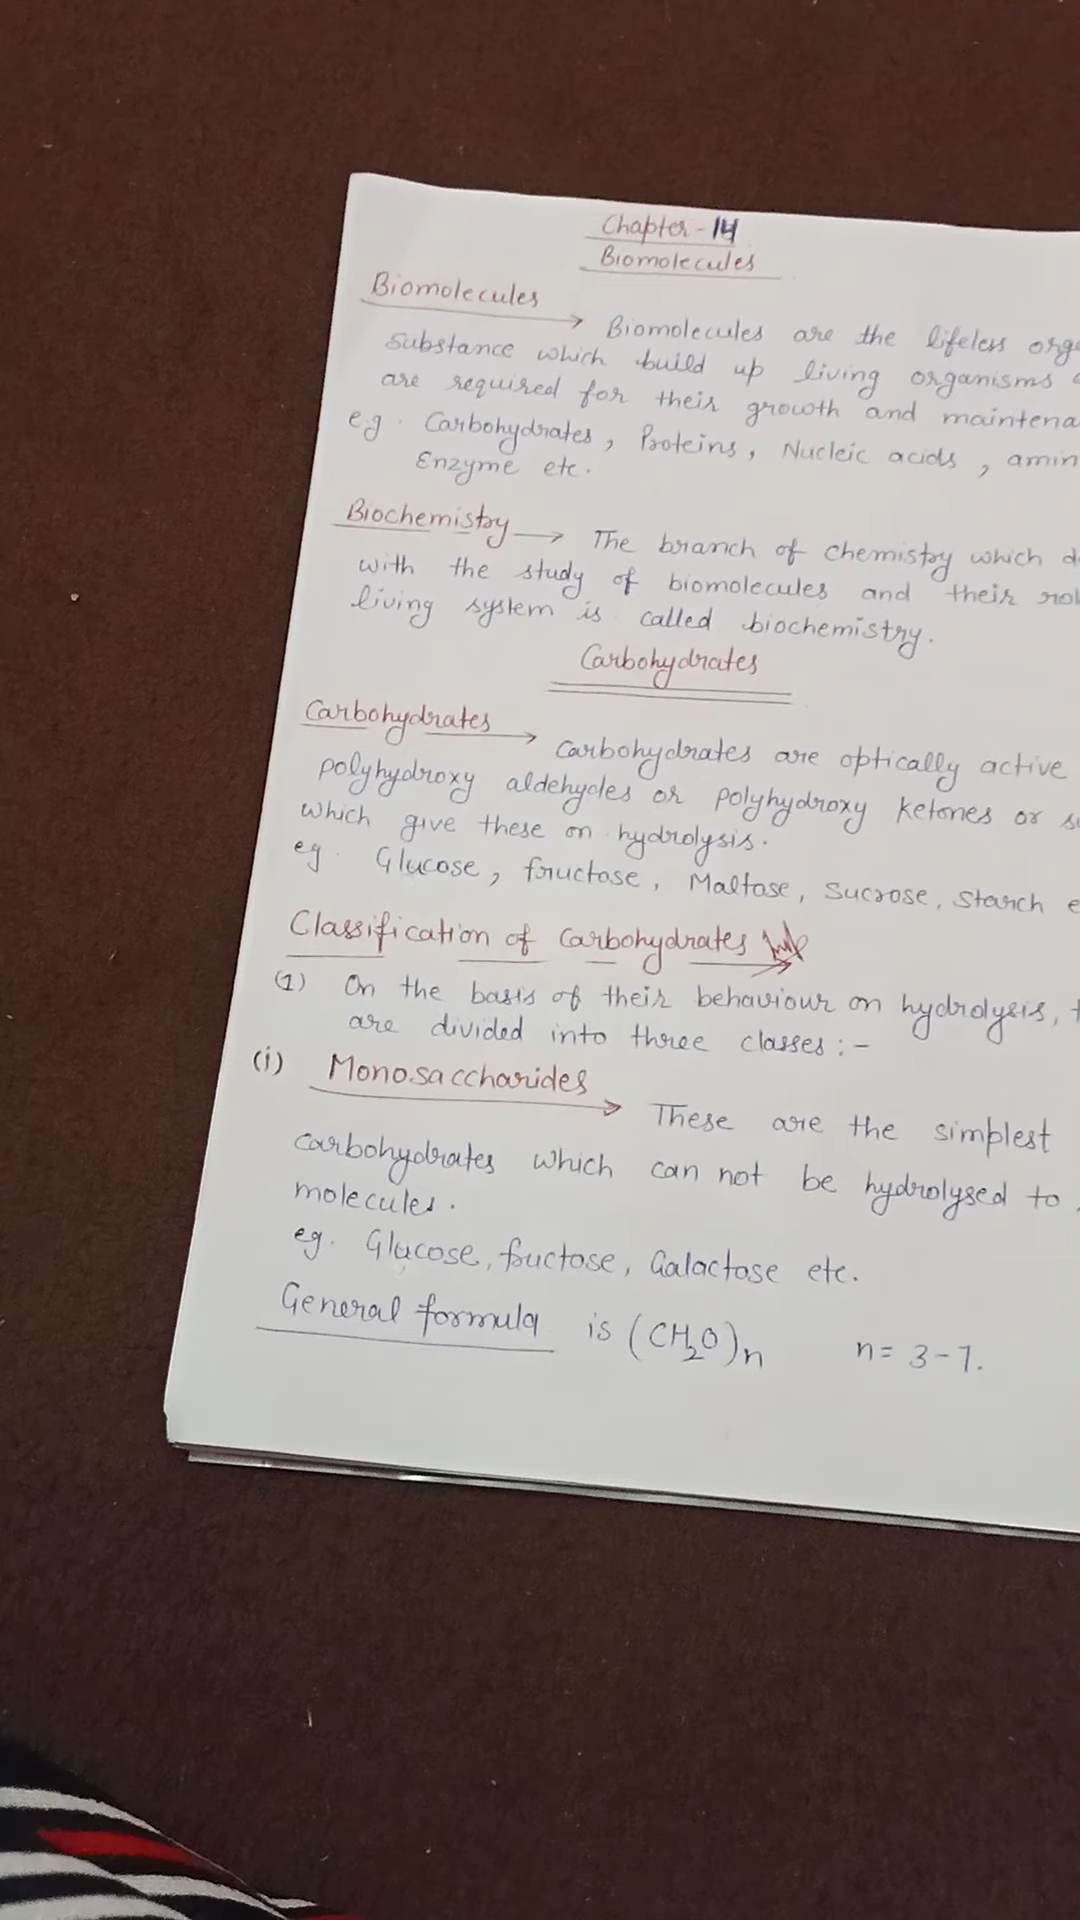 Chapter-14
Biomolecules
Biomolecules
Biomolecules are the lifeless
substance which build up living organisms
are required for their growth and
e.g. Carbohydrates, Proteins, Nucleic acids,
Enzyme etc.
Biochemistry → The branch of chemistry which
with the study of biomolecules and their
living system is called biochemistry.
Carbohydrates
Carbohydrates → Carbohydrates are optically active
polyhydroxy aldehydes or polyhydroxy ketones or
which give these on hydrolysis.
eg. Glucose, fructose, Maltose, Sucrose, Starch
Classification of Carbohydrates Imp
(1) On the basis of their behaviour on hydrolysis,
are divided into three classes :-
(i) Monosaccharides → These are the simplest
carbohydrates which can not be hydrolysed to
molecules.
eg. Glucose, fructose, Galactose etc.
General formula is (CH₂O)n n= 3-7.